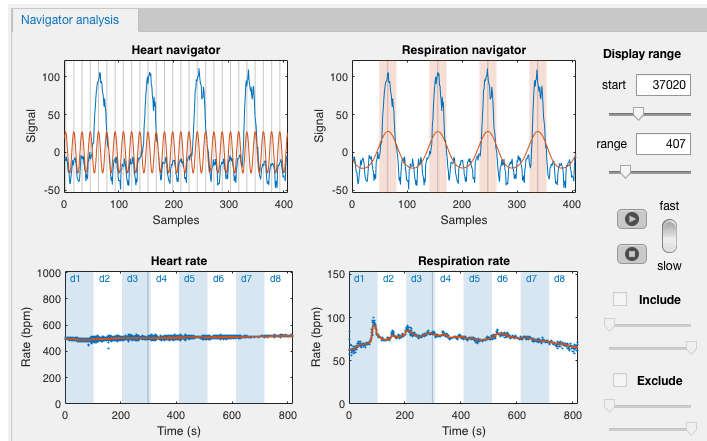 Navigator analysis
Heart navigator
100
50
0
-50
Signal
0 100 200 300 400
Samples
Respiration navigator
100
50
0
-50
Signal
0 100 200 300 400
Samples
Display range
start 37020
range 407
fast
slow
Heart rate
1000
800
600
400
200
0
Rate (bpm)
d1 d2 d3 d4 d5 d6 d7 d8
0 200 400 600 800
Time (s)
Respiration rate
150
100
50
0
Rate (bpm)
d1 d2 d3 d4 d5 d6 d7 d8
0 200 400 600 800
Time (s)
Include
Exclude